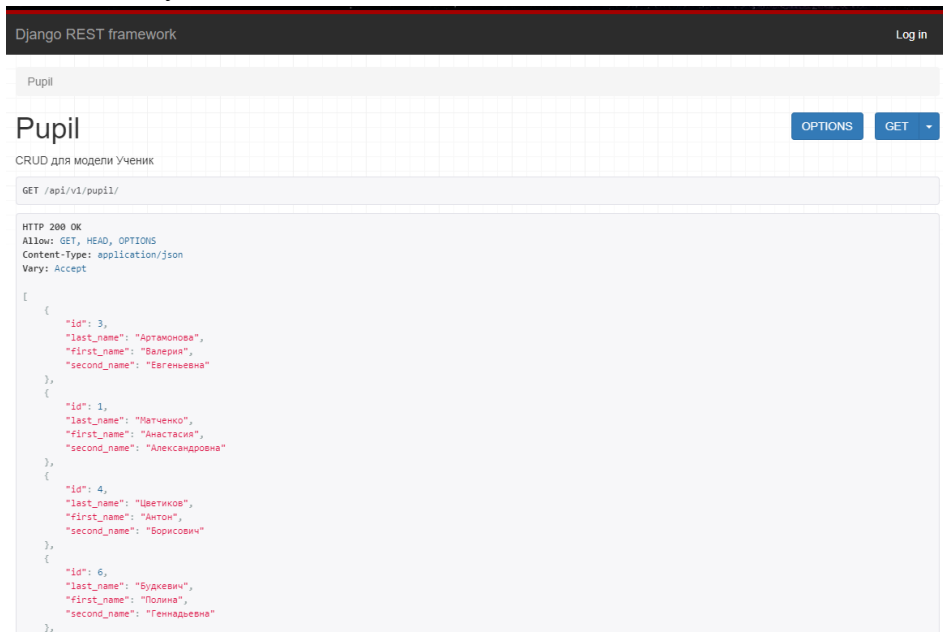 Django REST framework Log in
Pupil
Pupil OPTIONS GET
CRUD для модели Ученик
GET /api/v1/pupil/
HTTP 200 OK
Allow: GET, HEAD, OPTIONS
Content-Type: application/json
Vary: Accept
[
{
"id": 3,
"last_name": "Артамонова",
"first_name": "Валерия",
"second_name": "Евгеньевна"
},
{
"id": 1,
"last_name": "Матченко",
"first_name": "Анастасия",
"second_name": "Александровна"
},
{
"id": 4,
"last_name": "Цветиков",
"first_name": "Антон",
"second_name": "Борисович"
},
{
"id": 6,
"last_name": "Будкевич",
"first_name": "Полина",
"second_name": "Геннадьевна"
},